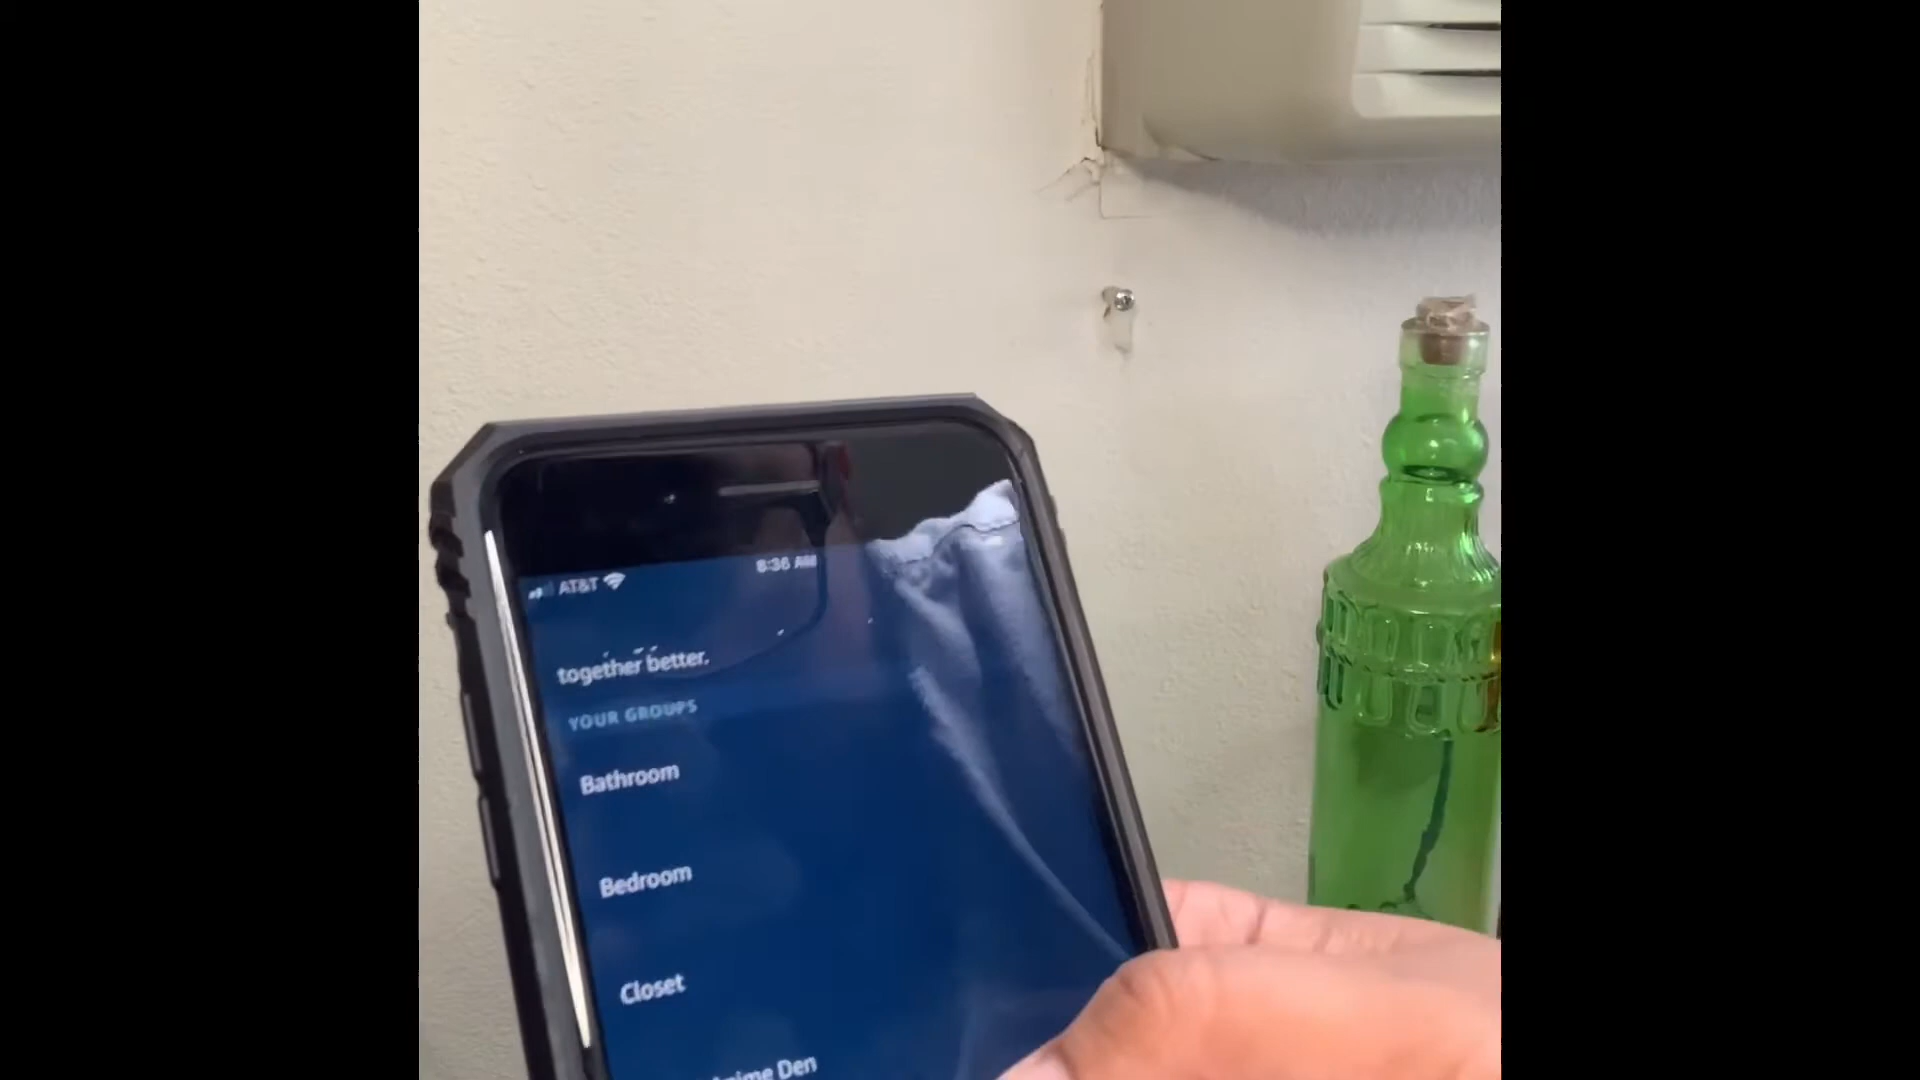 AT&T
8:36 AM
together better.
YOUR GROUPS
Bathroom
Bedroom
Closet
Den